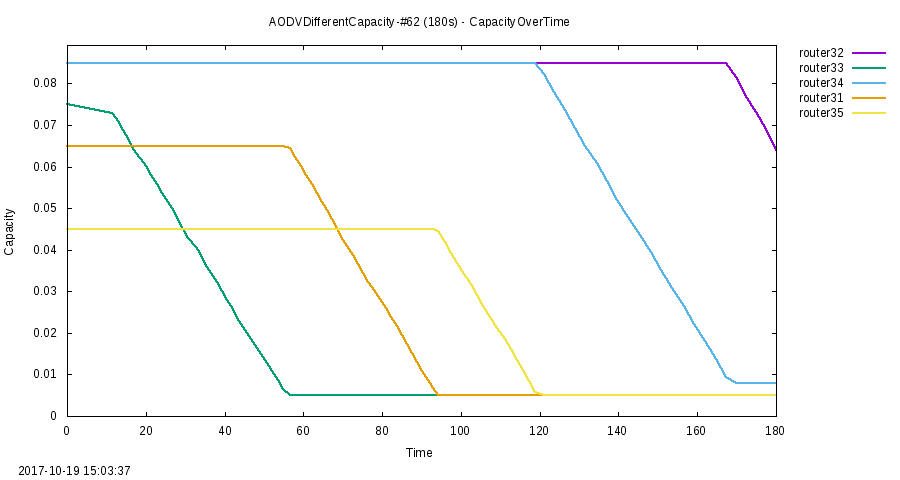 AODVDifferentCapacity-#62 (180s) - CapacityOverTime
router32
router33
router34
router31
router35
0.08
0.07
0.06
0.05
0.04
0.03
0.02
0.01
0
Capacity
0 20 40 60 80 100 120 140 160 180
Time
2017-10-19 15:03:37